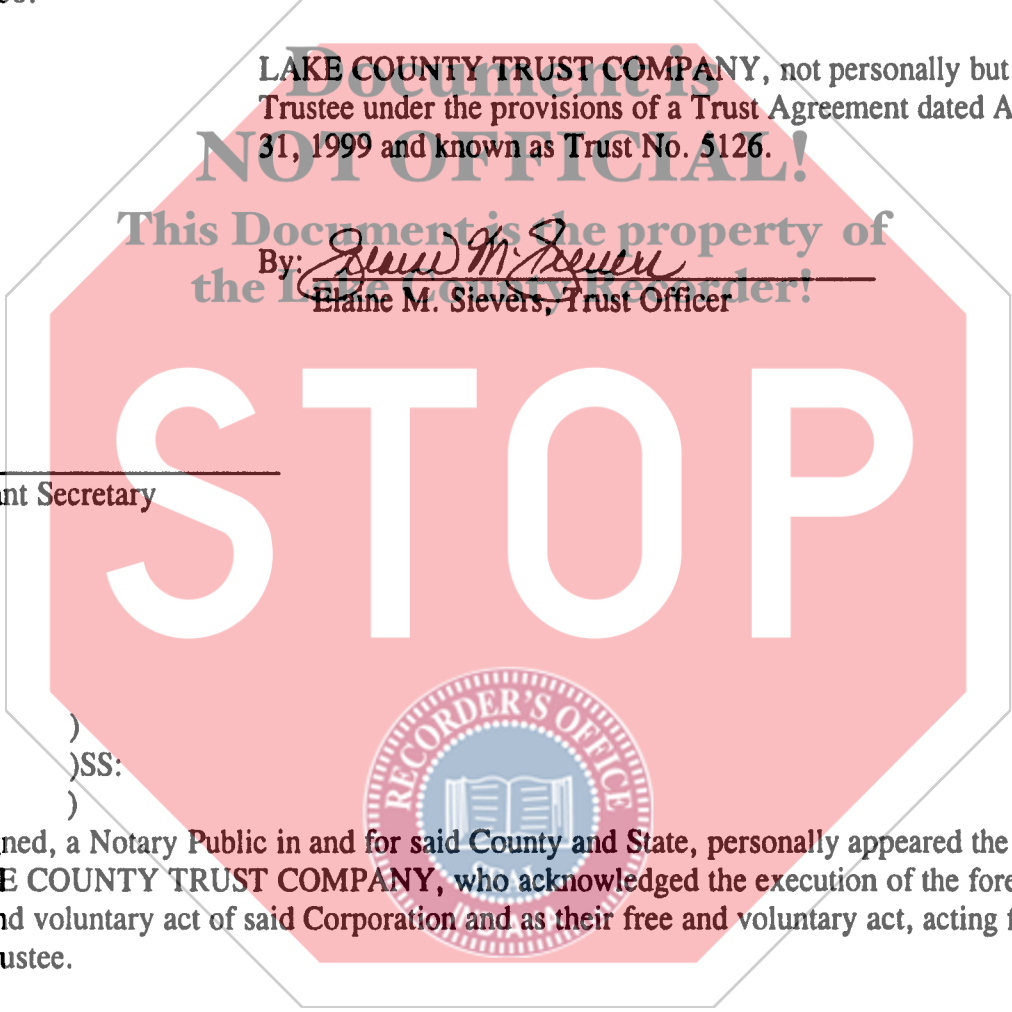 LAKE COUNTY TRUST COMPANY, not personally but
Document is
Trustee under the provisions of a Trust Agreement dated A
31, 1999 and known as Trust No. 5126.
NOT OFFICIAL!
This Document is the property of
By: Elaine M. Sievers
the Lake County Recorder!
Elaine M. Sievers, Trust Officer
STOP
nt Secretary
)
)SS:
)
RECORDER'S OFFICE
ned, a Notary Public in and for said County and State, personally appeared the
E COUNTY TRUST COMPANY, who acknowledged the execution of the fore
SEAL
nd voluntary act of said Corporation and as their free and voluntary act, acting f
INDIANA
ustee.